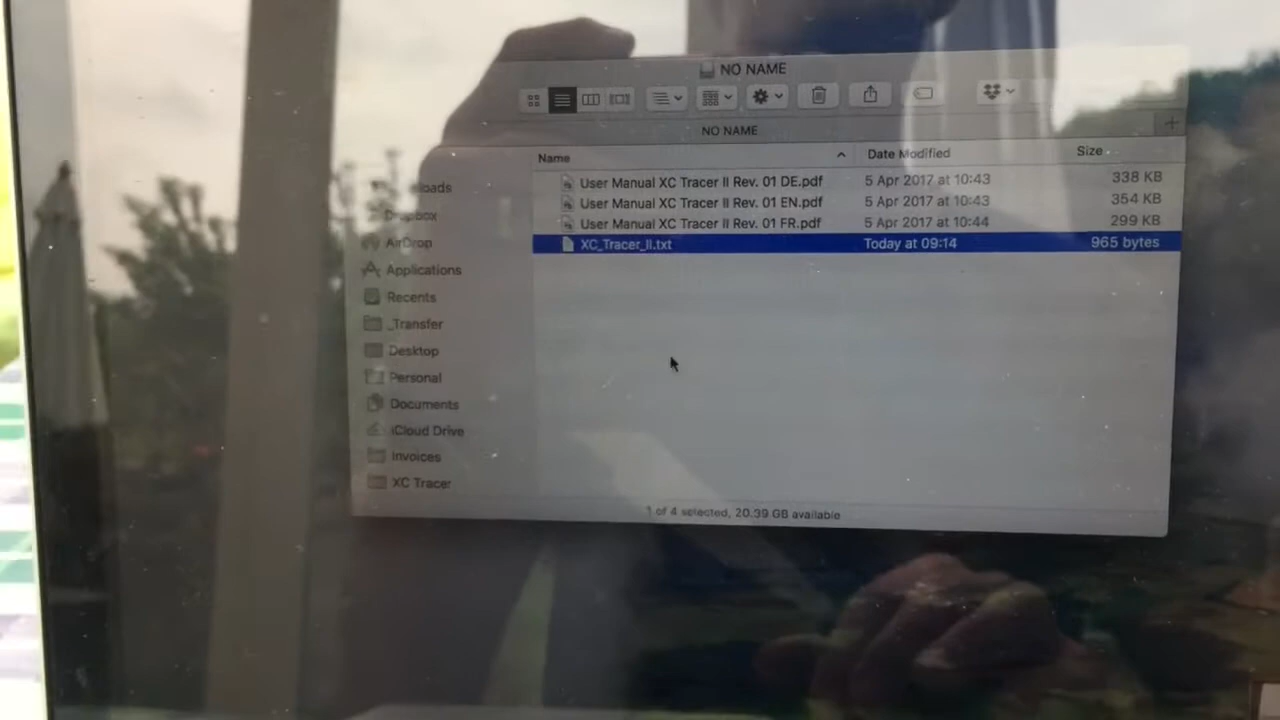 NO NAME
NO NAME
Name Date Modified Size
loads
User Manual XC Tracer II Rev. 01 DE.pdf 5 Apr 2017 at 10:43 338 KB
User Manual XC Tracer II Rev. 01 EN.pdf 5 Apr 2017 at 10:43 354 KB
User Manual XC Tracer II Rev. 01 FR.pdf 5 Apr 2017 at 10:44 299 KB
XC_Tracer_II.txt Today at 09:14 965 bytes
Dropbox
AirDrop
Applications
Recents
_Transfer
Desktop
Personal
Documents
iCloud Drive
Invoices
XC Tracer
1 of 4 selected, 20.39 GB available